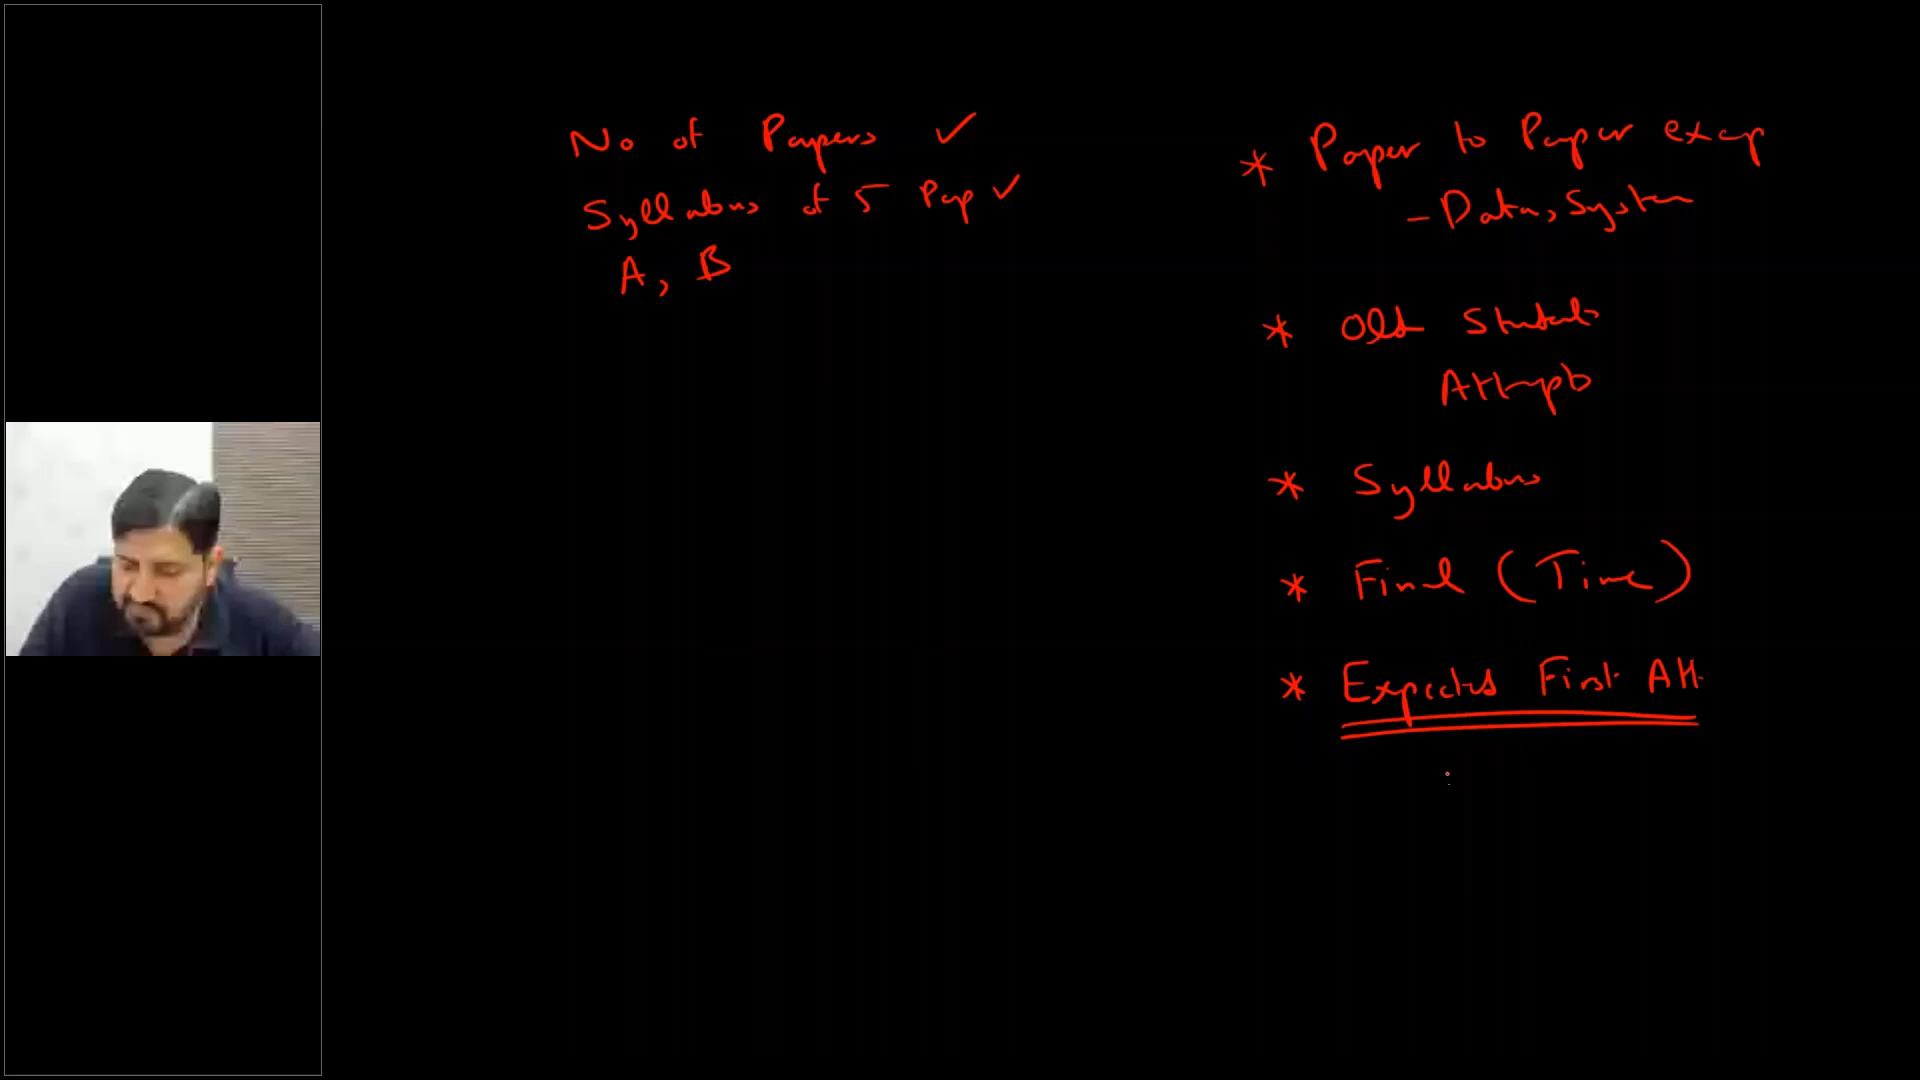 No of Papers ✓
Syllabus of 5 Pap ✓
A, B
* Paper to Paper exep
- Data, System
* Old Students
Attempts
* Syllabus
* Final (Time)
* Expected First Att.